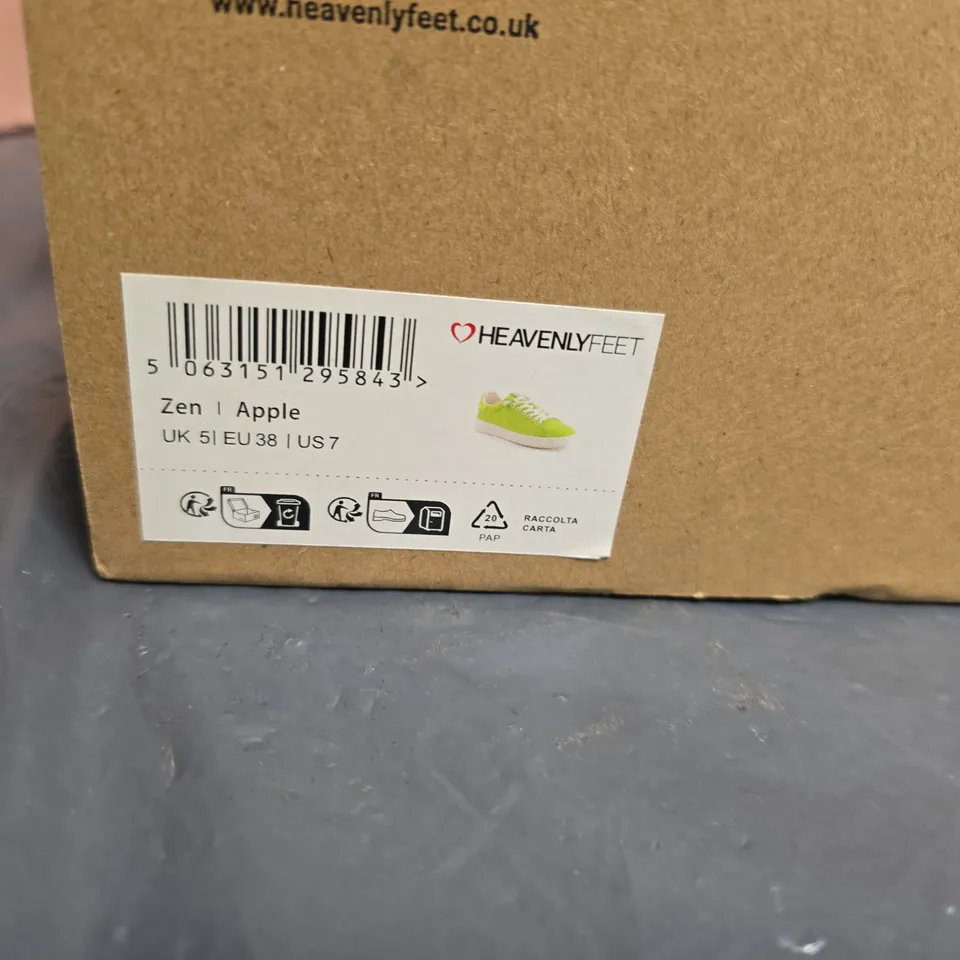 www.heavenlyfeet.co.uk
HEAVENLYFEET
5 063151 295843 >
Zen | Apple
UK 5| EU 38 | US 7
FR
FR
20
PAP
RACCOLTA
CARTA